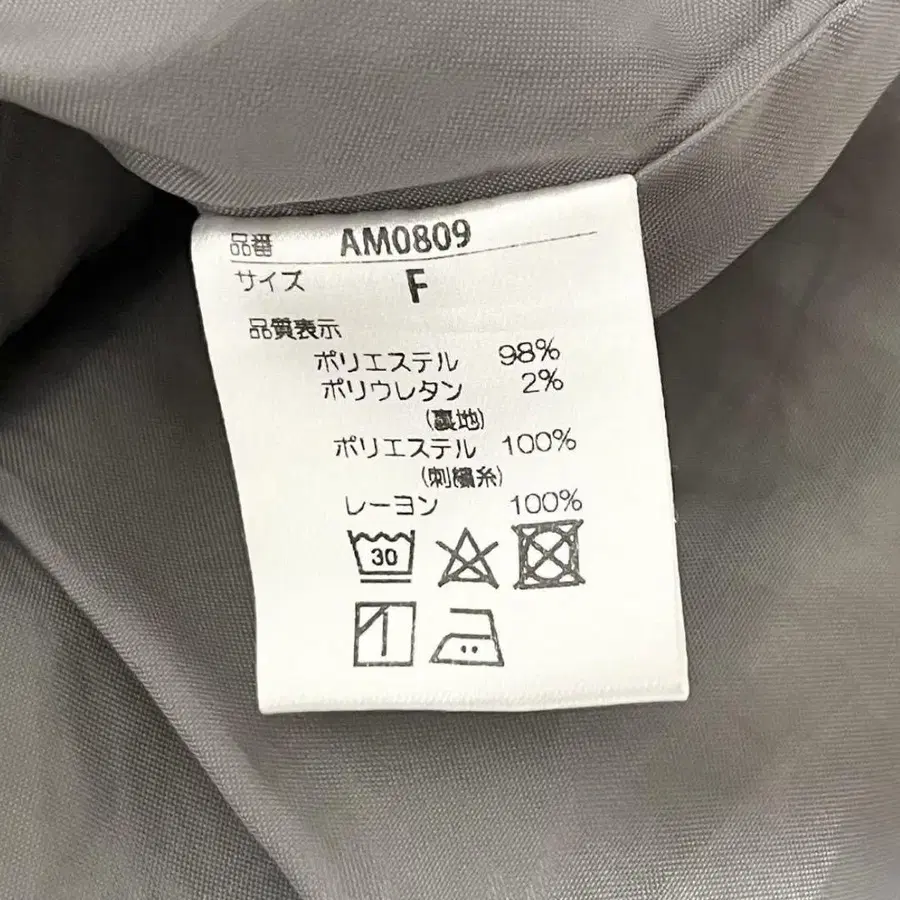 品番 AM0809
サイズ F
品質表示
ポリエステル 98%
ポリウレタン 2%
(裏地)
ポリエステル 100%
(刺繍糸)
レーヨン 100%
30